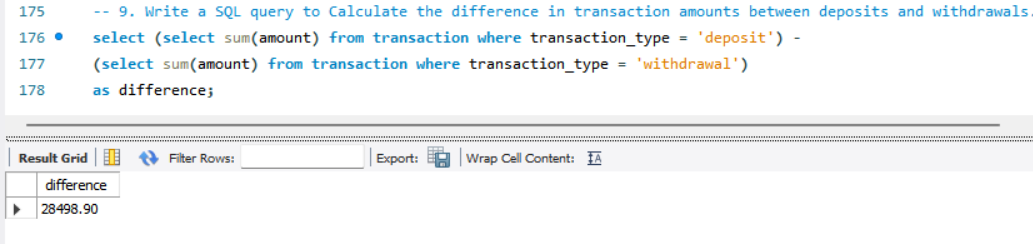 175 -- 9. Write a SQL query to Calculate the difference in transaction amounts between deposits and withdrawals.
176 select (select sum(amount) from transaction where transaction_type = 'deposit') -
177 (select sum(amount) from transaction where transaction_type = 'withdrawal')
178 as difference;
Result Grid Filter Rows: Export: Wrap Cell Content: IA
difference
28498.90